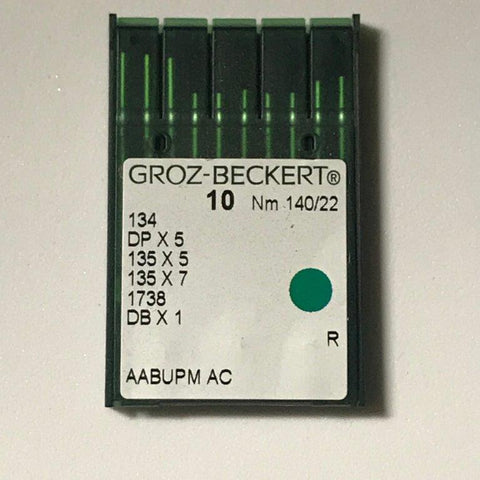 GROZ-BECKERT®
10 Nm 140/22
134
DP X 5
135 X 5
135 X 7
1738
DB X 1
R
AABUPM AC